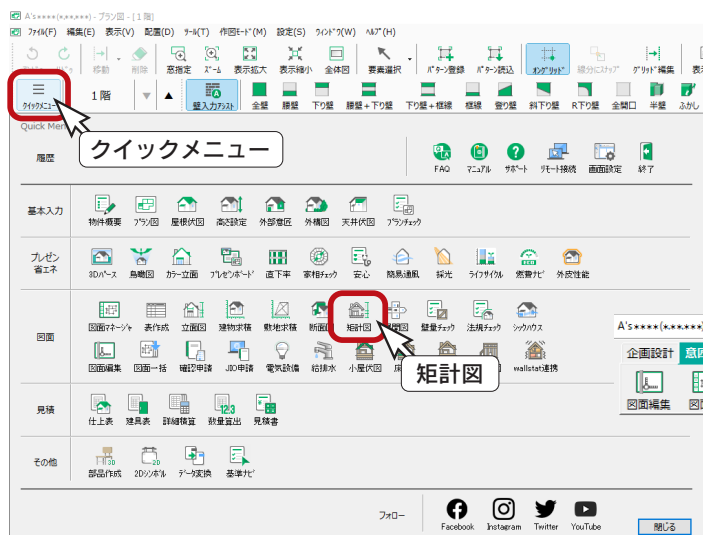 A's****(*,**,***) - プラン図 - [1階]
ファイル(F) 編集(E) 表示(V) 配置(D) ツール(T) 作図モード(M) 設定(S) ウィンドウ(W) ヘルプ(H)
移動 削除 窓指定 ズーム 表示拡大 表示縮小 全体図 要素選択 パターン登録 パターン読込 オングリッド 線分にスナップ グリッド編集
クイックメニュー 1階 壁入力アシスト 全壁 腰壁 下り壁 腰壁+下り壁 下り壁+框線 框線 登り壁 斜下り壁 R下り壁 全開口 半壁 ふかし
Quick Menu
クイックメニュー
履歴
FAQ マニュアル サポート リモート接続 画面設定 終了
基本入力
物件概要 プラン図 屋根伏図 高さ設定 外部意匠 外構図 天井伏図 プランチェック
プレゼン
省エネ
3Dパース 鳥瞰図 カラー立面 プレゼンボード 直下率 家相チェック 安心 簡易通風 採光 ライフサイクル 燃費ナビ 外皮性能
図面
図面マネージャ 表作成 立面図 建物求積 敷地求積 断面図 矩計図 展開図 壁量チェック 法規チェック シックハウス
図面編集 図面一括 確認申請 JIO申請 電気設備 給排水 小屋伏図 wallstat連携
矩計図
A's****(*,**,***)
企画設計
図面編集
見積
仕上表 建具表 詳細積算 数量算出 見積書
その他
部品作成 2Dシンボル データ変換 基準ナビ
フォロー
Facebook Instagram Twitter YouTube
閉じる